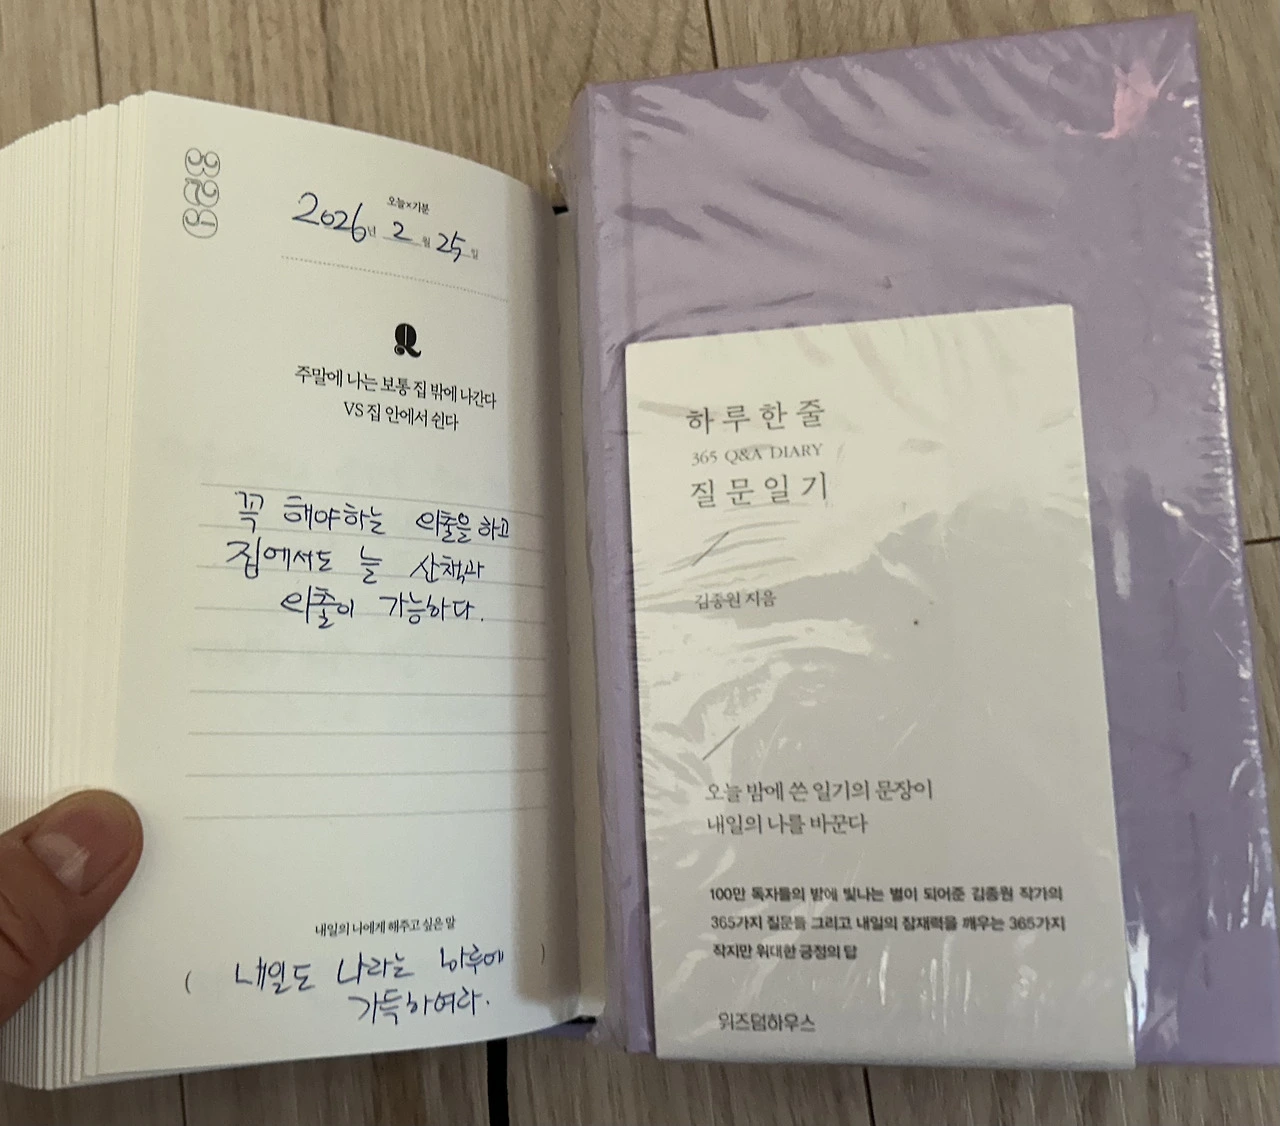 329
오늘×기분
2026년 2월 25일
Q
주말에 나는 보통 집 밖에 나간다
VS 집 안에서 쉰다
꼭 해야하는 외출을 하고
집에서도 늘 산책과
외출이 가능하다.
내일의 나에게 해주고 싶은 말
( 내일도 나라는 하루에 )
가득하여라.
하루 한 줄
365 Q&A DIARY
질문 일기
김종원 지음
오늘 밤에 쓴 일기의 문장이
내일의 나를 바꾼다
100만 독자들의 밤에 빛나는 별이 되어준 김종원 작가의
365가지 질문들 그리고 내일의 잠재력을 깨우는 365가지
작지만 위대한 긍정의 답
위즈덤하우스